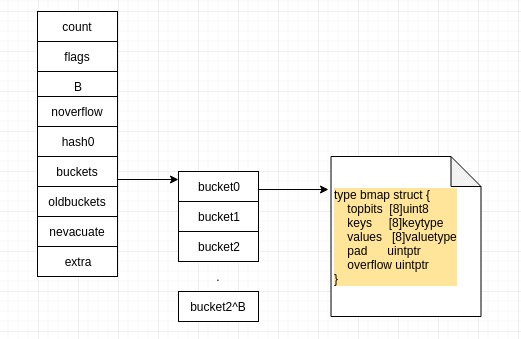 count
flags
B
noverflow
hash0
buckets
oldbuckets
nevacuate
extra
bucket0
bucket1
bucket2
.
bucket2^B
type bmap struct {
topbits [8]uint8
keys [8]keytype
values [8]valuetype
pad uintptr
overflow uintptr
}